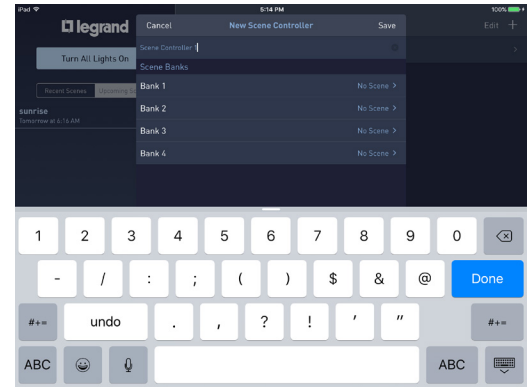 iPad 5:14 PM 100%
legrand Cancel New Scene Controller Save Edit +
Turn All Lights On
Scene Controller 1
Scene Banks
Recent Scenes Upcoming Sc
sunrise
Tomorrow at 6:16 AM
Bank 1 No Scene >
Bank 2 No Scene >
Bank 3 No Scene >
Bank 4 No Scene >
1 2 3 4 5 6 7 8 9 0
- / : ; ( ) $ & @ Done
#+= undo . , ? ! ' " #+=
ABC ABC